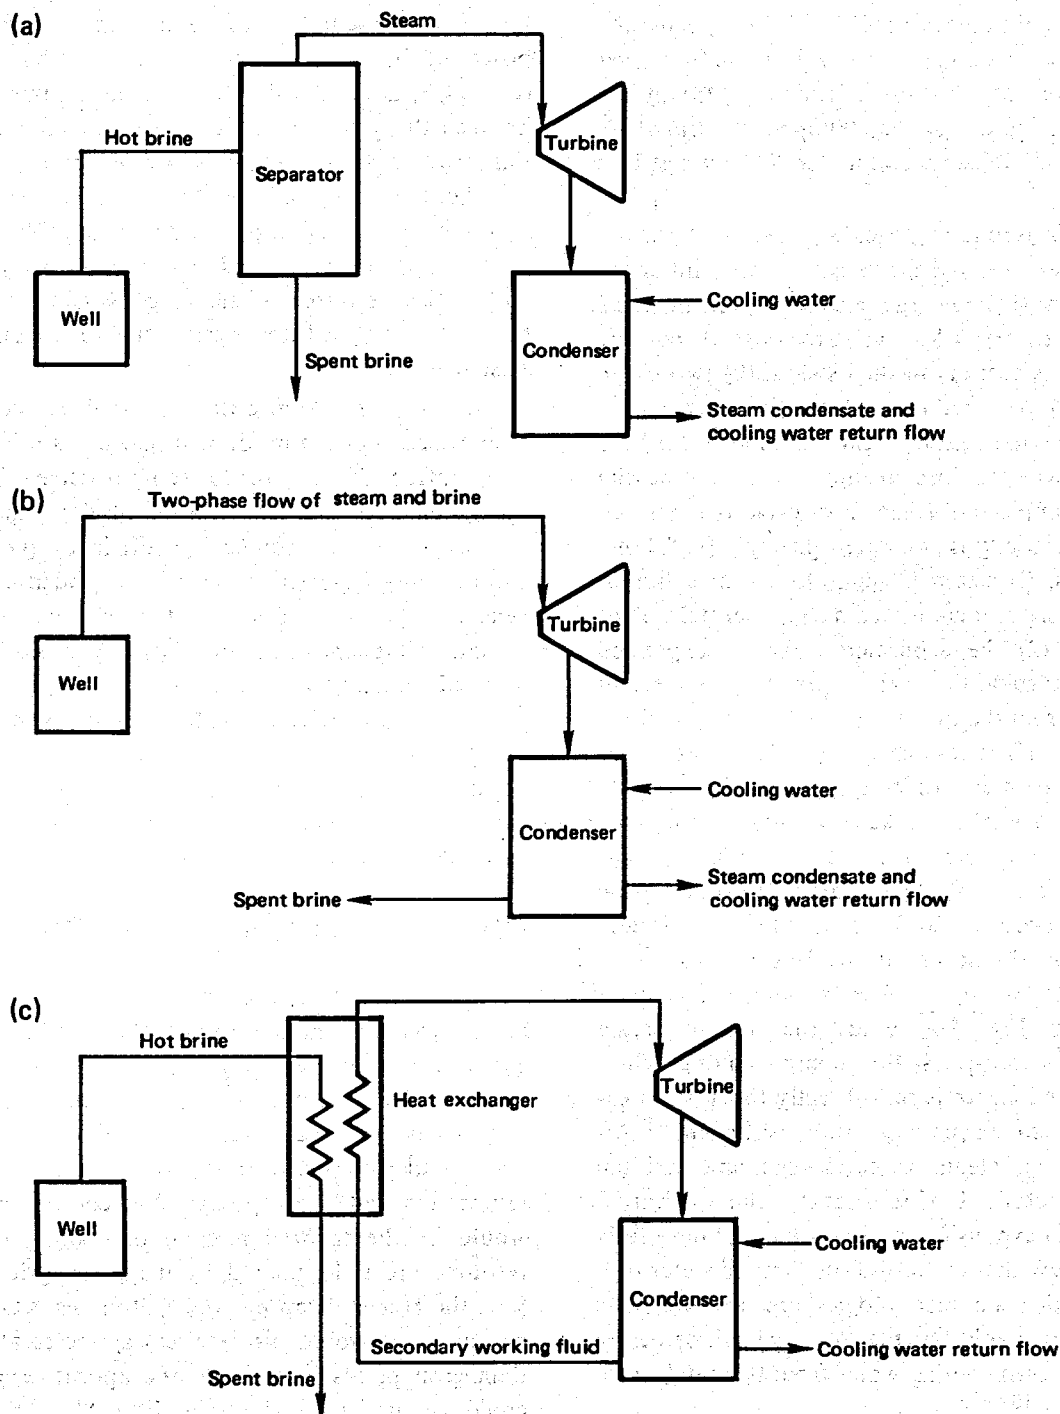 (a)
Steam
Hot brine
Turbine
Separator
Well
Cooling water
Condenser
Spent brine
Steam condensate and
cooling water return flow
(b)
Two-phase flow of steam and brine
Turbine
Well
Cooling water
Condenser
Steam condensate and
cooling water return flow
Spent brine
(c)
Hot brine
Heat exchanger
Turbine
Well
Cooling water
Condenser
Secondary working fluid
Cooling water return flow
Spent brine